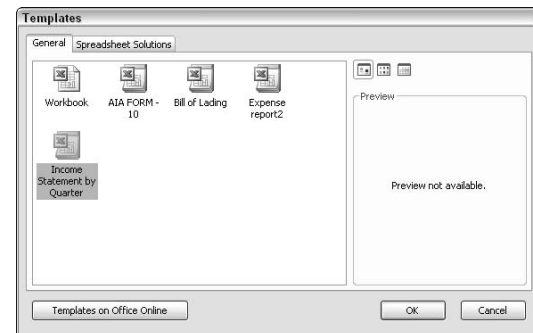 Templates
General
Spreadsheet Solutions
Workbook
AIA FORM -
10
Bill of Lading
Expense
report2
Income
Statement by
Quarter
Preview
Preview not available.
Templates on Office Online
OK
Cancel